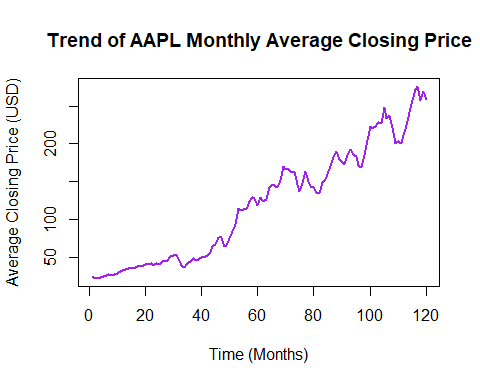 Trend of AAPL Monthly Average Closing Price
Average Closing Price (USD)
200
100
50
0 20 40 60 80 100 120
Time (Months)